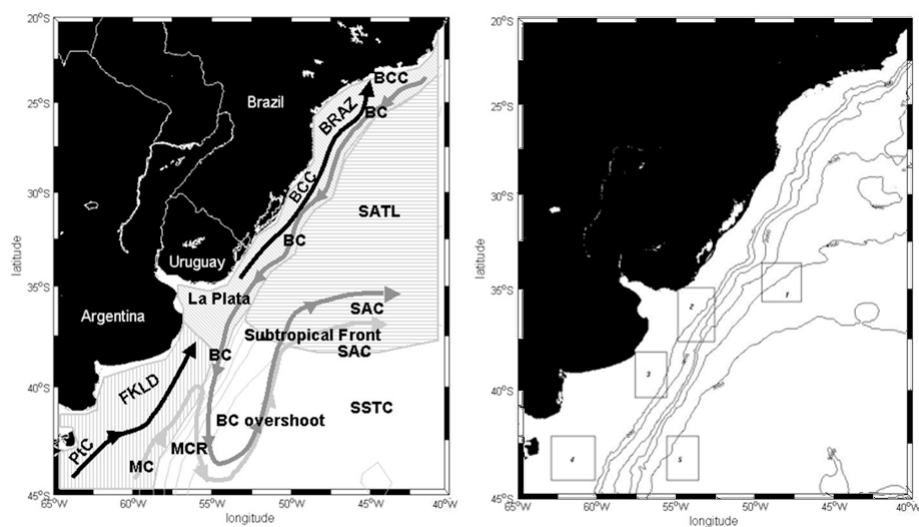 20°S
25°S
30°S
35°S
40°S
45°S
65°W
60°W
55°W
50°W
45°W
40°W
latitude
longitude
Brazil
Uruguay
Argentina
La Plata
BCC
BC
BRAZ
BCC
BC
SATL
SAC
Subtropical Front
SAC
BC
FKLD
BC overshoot
SSTC
PtC
MC
MCR
20°S
25°S
30°S
35°S
40°S
45°S
65°W
60°W
55°W
50°W
45°W
40°W
latitude
longitude
1
2
3
4
5